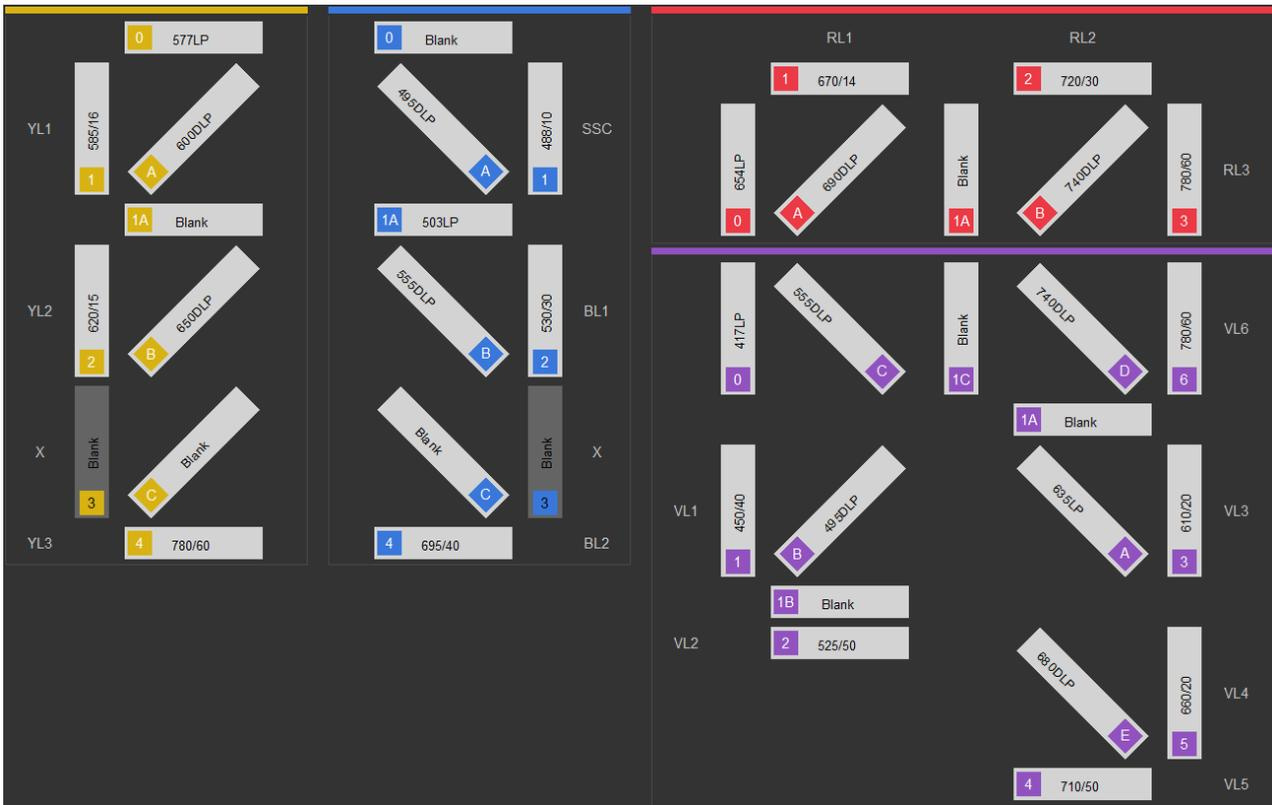 0 577LP
YL1
585/16
1
600DLP
A
1A Blank
YL2
620/15
2
650DLP
B
X
Blank
3
Blank
C
YL3
4 780/60
0 Blank
495DLP
A
488/10
1
SSC
1A 503LP
555DLP
B
530/30
2
BL1
Blank
C
Blank
3
X
4 695/40
BL2
RL1
RL2
1 670/14
2 720/30
654LP
0
690DLP
A
Blank
1A
740DLP
B
780/60
3
RL3
417LP
0
555DLP
C
Blank
1C
740DLP
D
780/60
6
VL6
1A Blank
VL1
450/40
1
495DLP
B
635LP
A
610/20
3
VL3
1B Blank
VL2
2 525/50
680DLP
E
660/20
5
VL4
4 710/50
VL5